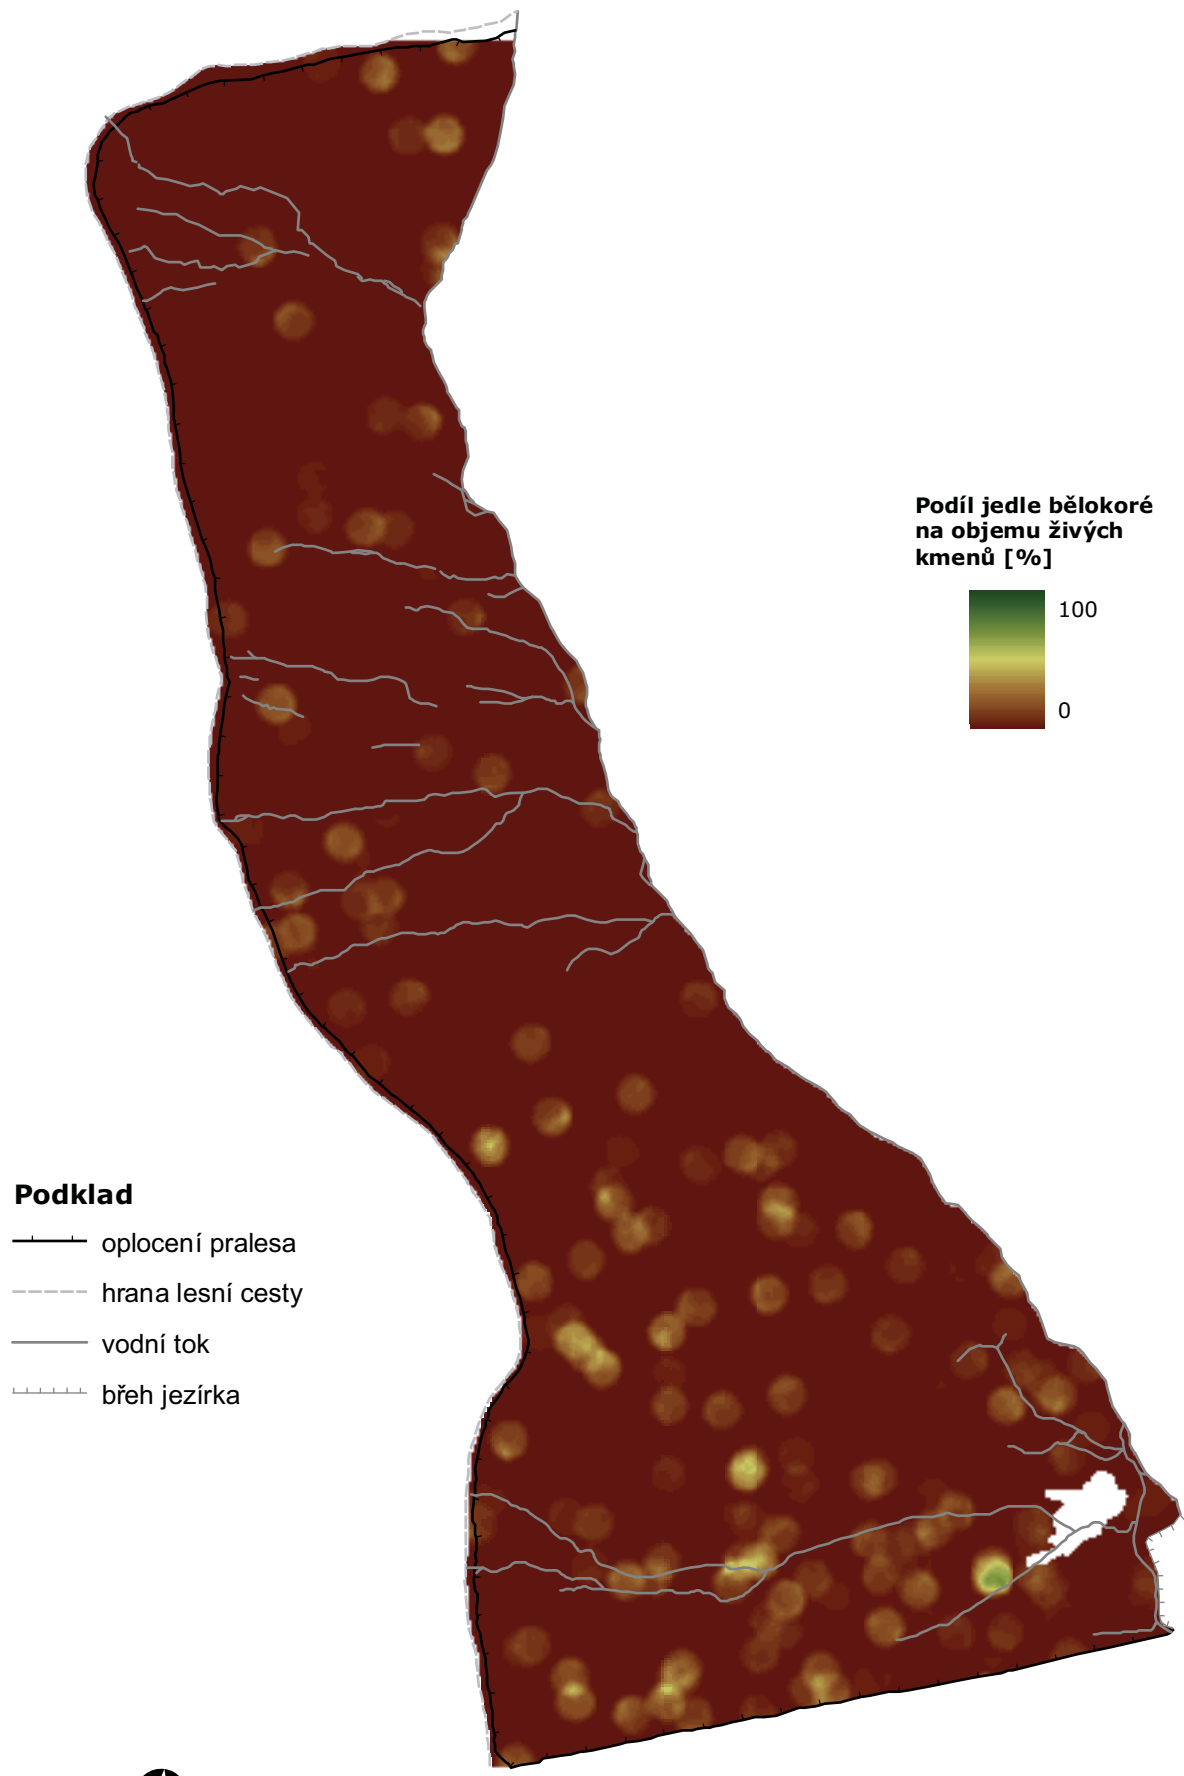 Podíl jedle bělokoré
na objemu živých
kmenů [%]
100
0
Podklad
oplocení pralesa
hrana lesní cesty
vodní tok
břeh jezírka